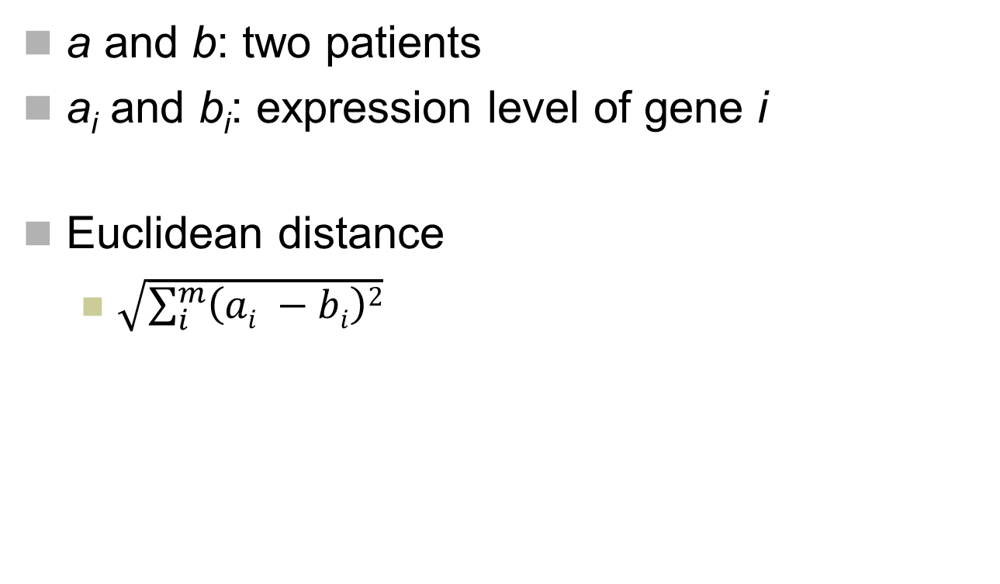 a and b: two patients
aᵢ and bᵢ: expression level of gene i
Euclidean distance
√∑ᵢᵐ(aᵢ − bᵢ)²